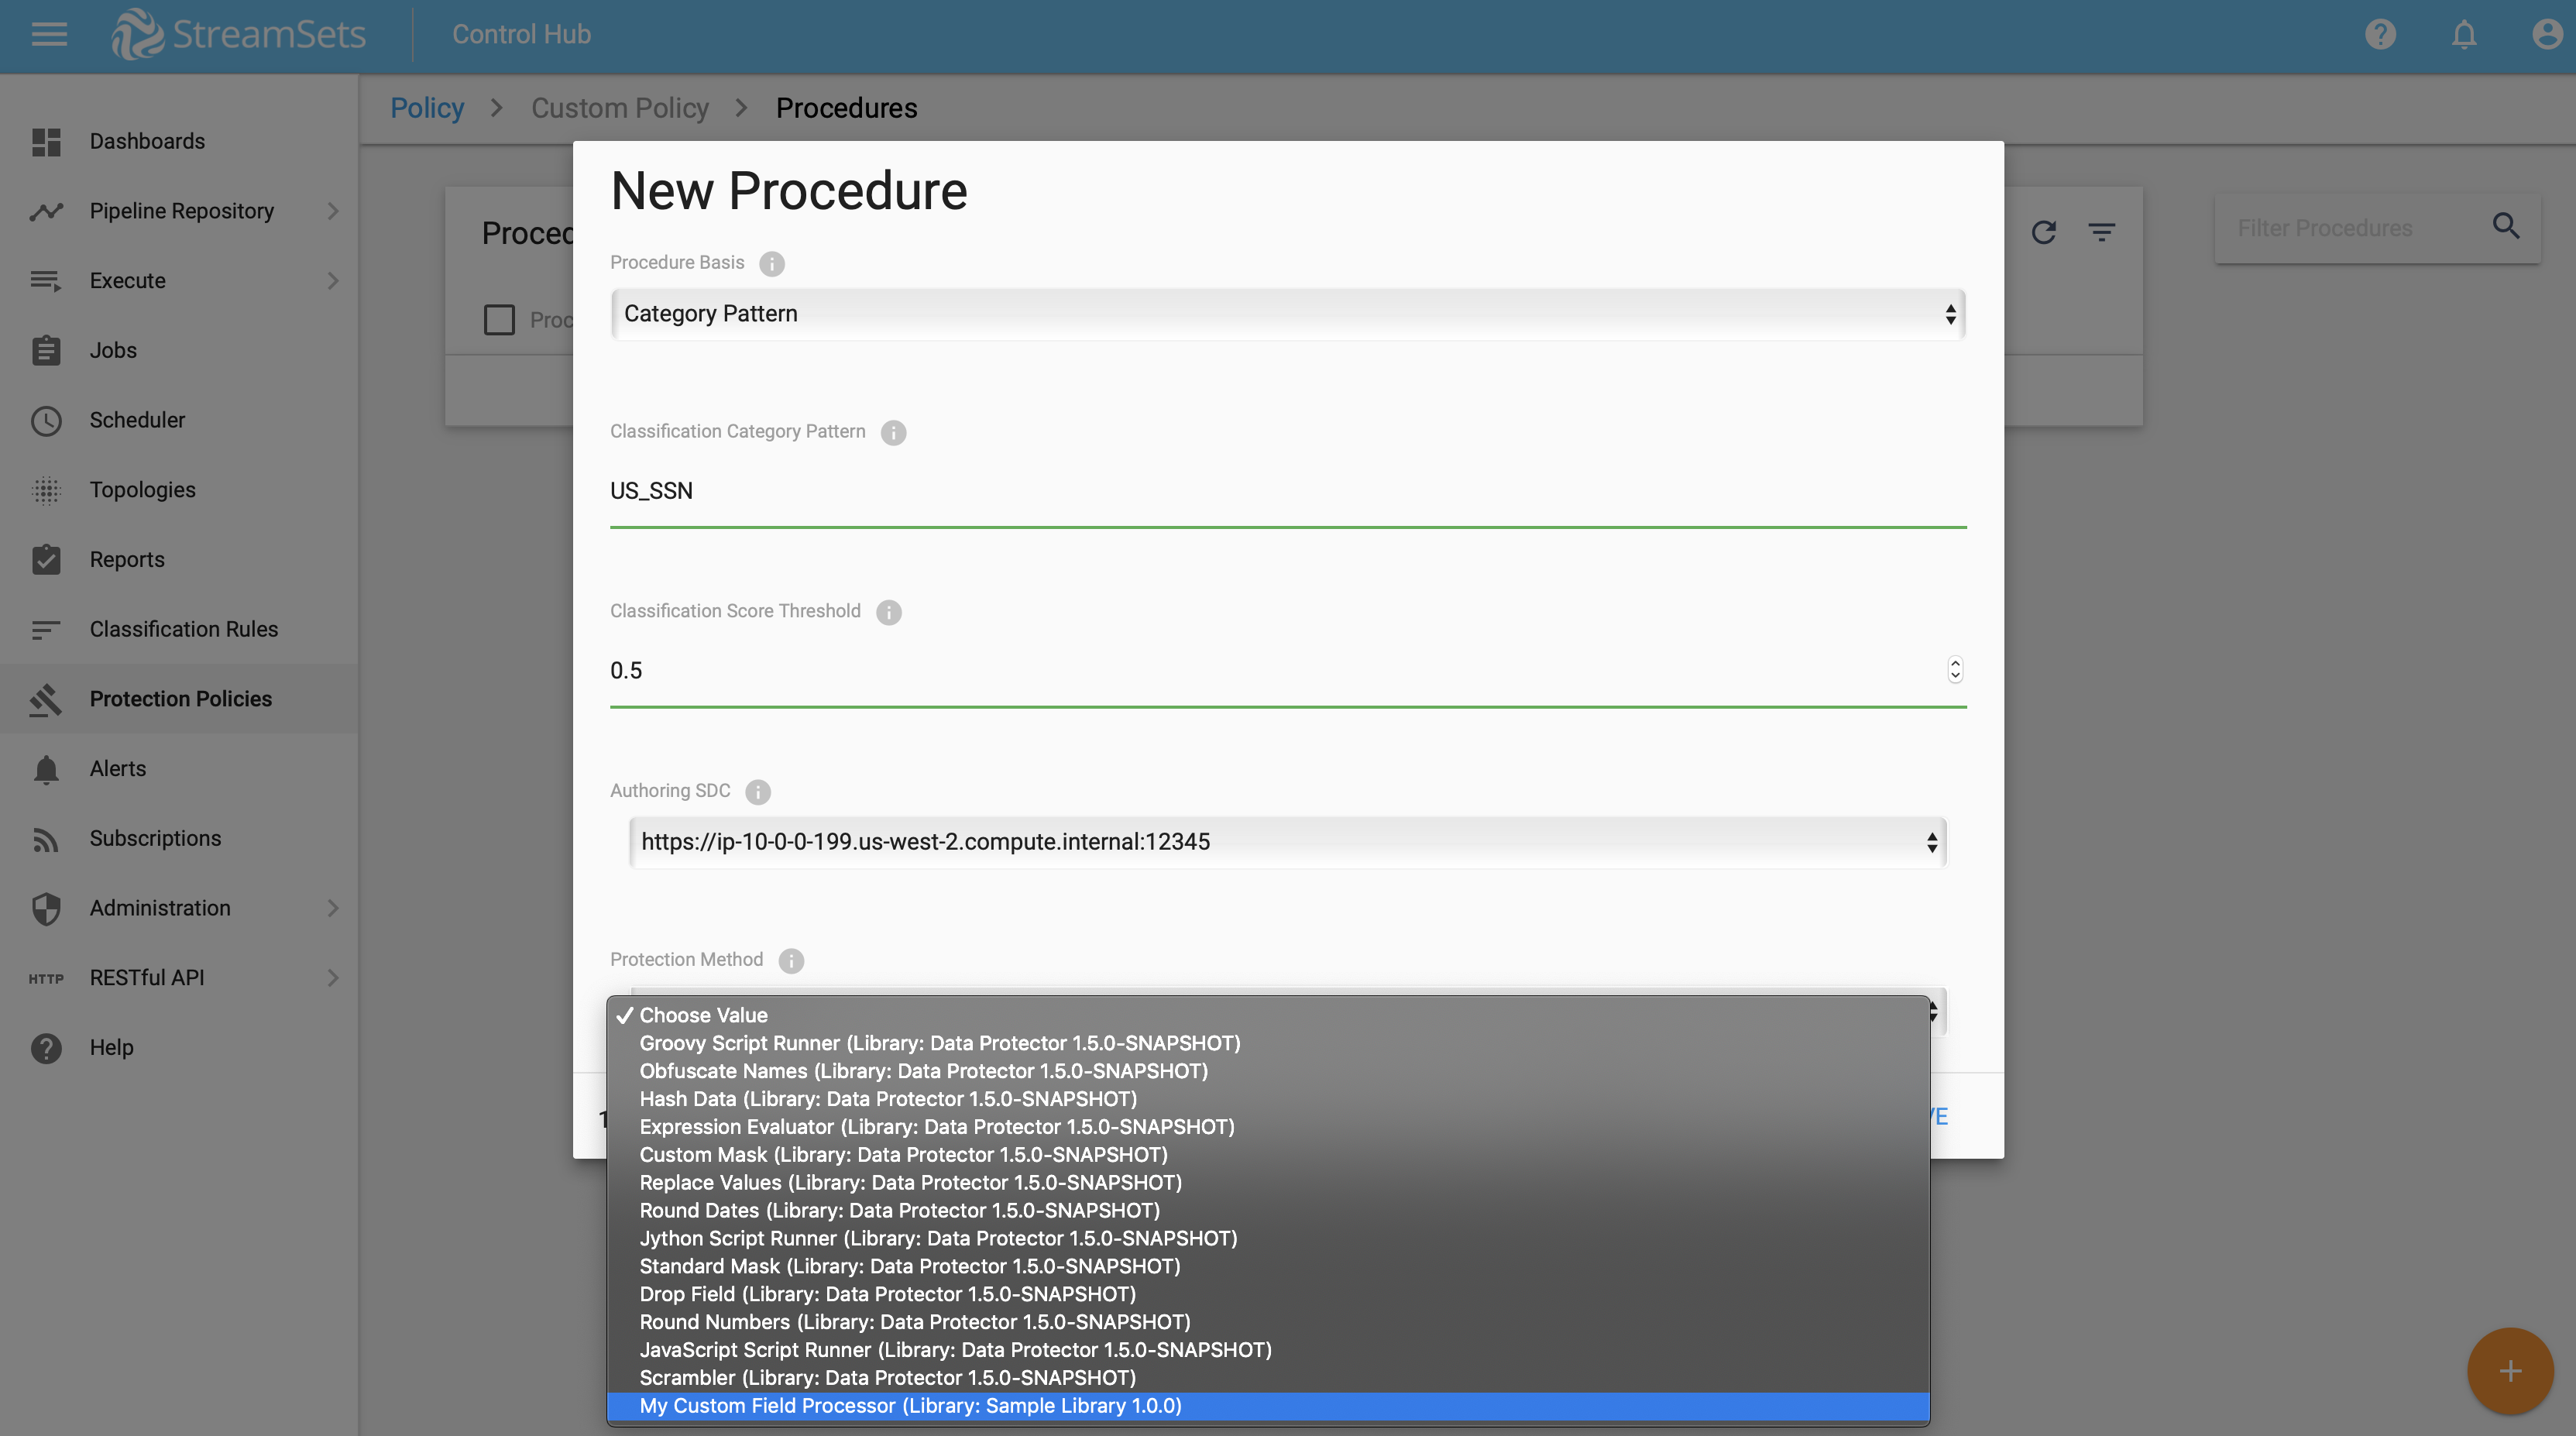 StreamSets
Control Hub
Policy > Custom Policy > Procedures
Dashboards
Pipeline Repository
Execute
Jobs
Scheduler
Topologies
Reports
Classification Rules
Protection Policies
Alerts
Subscriptions
Administration
HTTP RESTful API
Help
Proced
Proc
Filter Procedures
New Procedure
Procedure Basis
Category Pattern
Classification Category Pattern
US_SSN
Classification Score Threshold
0.5
Authoring SDC
https://ip-10-0-0-199.us-west-2.compute.internal:12345
Protection Method
Choose Value
Groovy Script Runner (Library: Data Protector 1.5.0-SNAPSHOT)
Obfuscate Names (Library: Data Protector 1.5.0-SNAPSHOT)
Hash Data (Library: Data Protector 1.5.0-SNAPSHOT)
Expression Evaluator (Library: Data Protector 1.5.0-SNAPSHOT)
Custom Mask (Library: Data Protector 1.5.0-SNAPSHOT)
Replace Values (Library: Data Protector 1.5.0-SNAPSHOT)
Round Dates (Library: Data Protector 1.5.0-SNAPSHOT)
Jython Script Runner (Library: Data Protector 1.5.0-SNAPSHOT)
Standard Mask (Library: Data Protector 1.5.0-SNAPSHOT)
Drop Field (Library: Data Protector 1.5.0-SNAPSHOT)
Round Numbers (Library: Data Protector 1.5.0-SNAPSHOT)
JavaScript Script Runner (Library: Data Protector 1.5.0-SNAPSHOT)
Scrambler (Library: Data Protector 1.5.0-SNAPSHOT)
My Custom Field Processor (Library: Sample Library 1.0.0)